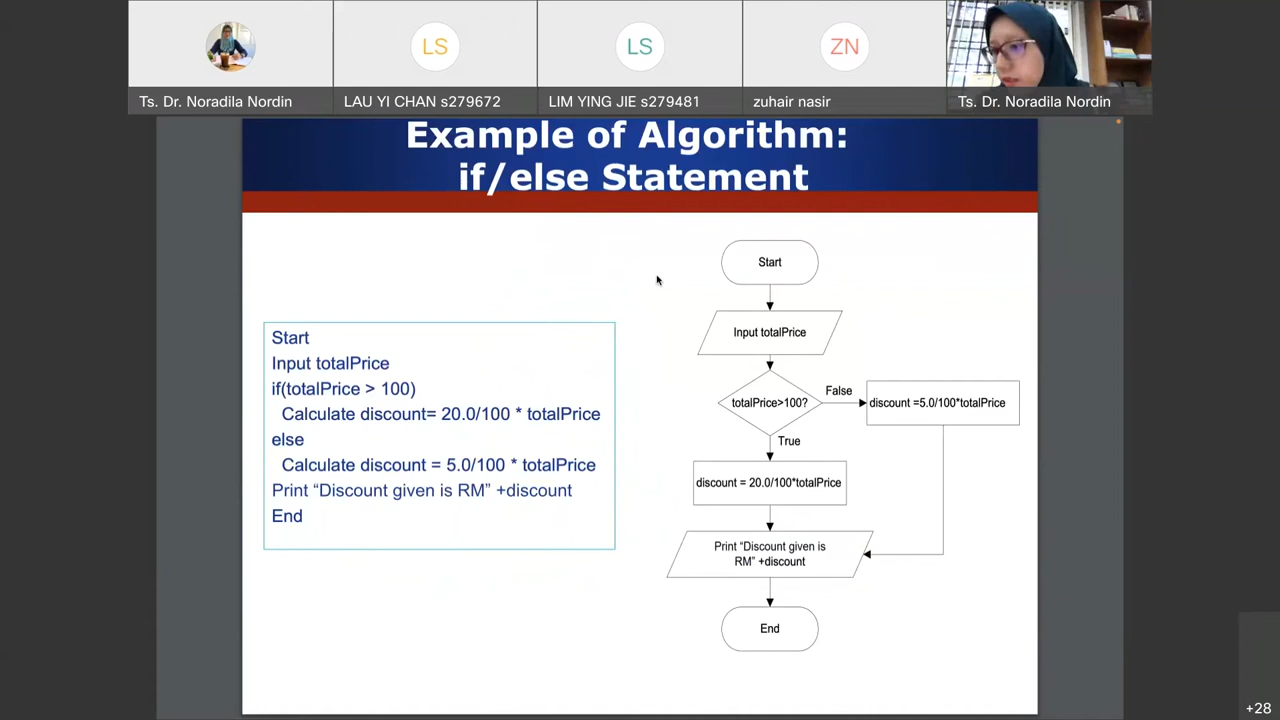 Ts. Dr. Noradila Nordin
LAU YI CHAN s279672
LIM YING JIE s279481
zuhair nasir
Ts. Dr. Noradila Nordin
LS
LS
ZN
Example of Algorithm:
if/else Statement
Start
Input totalPrice
if(totalPrice > 100)
Calculate discount= 20.0/100 * totalPrice
else
Calculate discount = 5.0/100 * totalPrice
Print “Discount given is RM” +discount
End
Start
Input totalPrice
totalPrice>100?
False
discount =5.0/100*totalPrice
True
discount = 20.0/100*totalPrice
Print “Discount given is
RM” +discount
End
+28